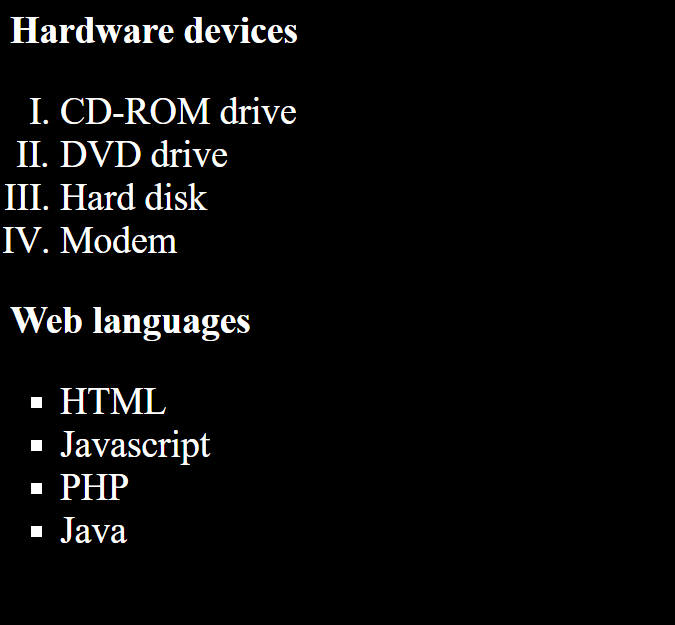 Hardware devices
I. CD-ROM drive
II. DVD drive
III. Hard disk
IV. Modem
Web languages
▪ HTML
▪ Javascript
▪ PHP
▪ Java